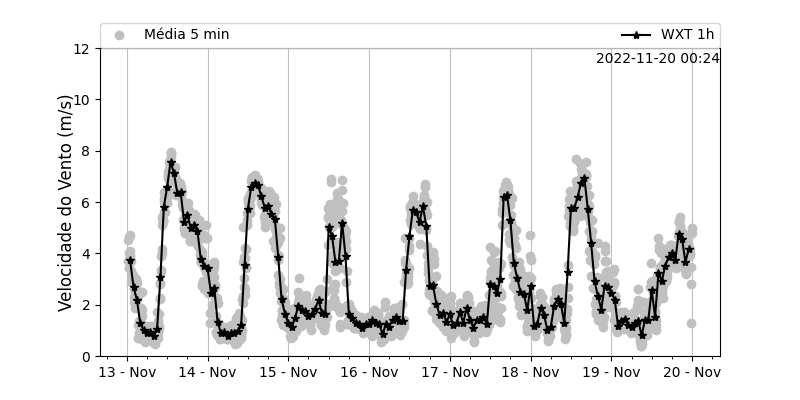 Média 5 min
WXT 1h
2022-11-20 00:24
Velocidade do Vento (m/s)
12
10
8
6
4
2
0
13 - Nov
14 - Nov
15 - Nov
16 - Nov
17 - Nov
18 - Nov
19 - Nov
20 - Nov